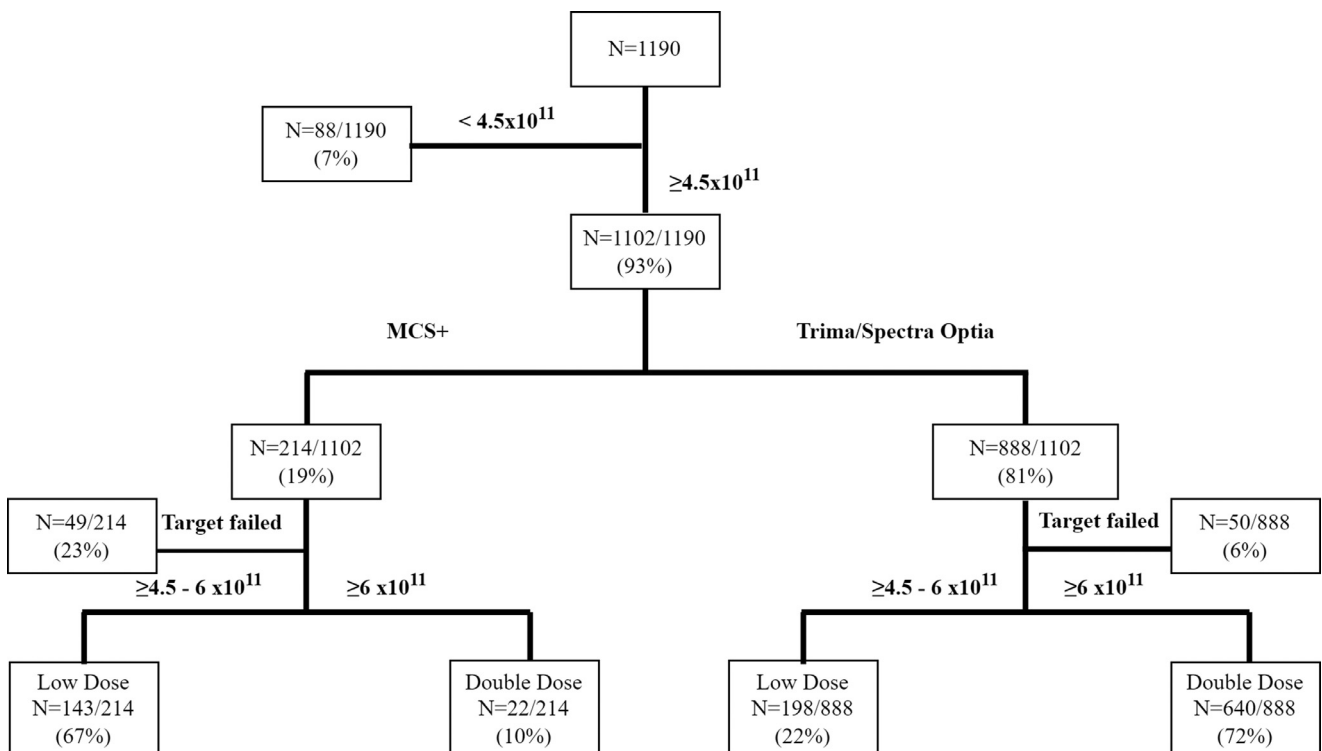 N=1190
< 4.5x10¹¹
N=88/1190
(7%)
≥4.5x10¹¹
N=1102/1190
(93%)
MCS+
Trima/Spectra Optia
N=214/1102
(19%)
N=888/1102
(81%)
N=49/214
(23%)
Target failed
Target failed
N=50/888
(6%)
≥4.5 - 6 x10¹¹
≥6 x10¹¹
≥4.5 - 6 x10¹¹
≥6 x10¹¹
Low Dose
N=143/214
(67%)
Double Dose
N=22/214
(10%)
Low Dose
N=198/888
(22%)
Double Dose
N=640/888
(72%)